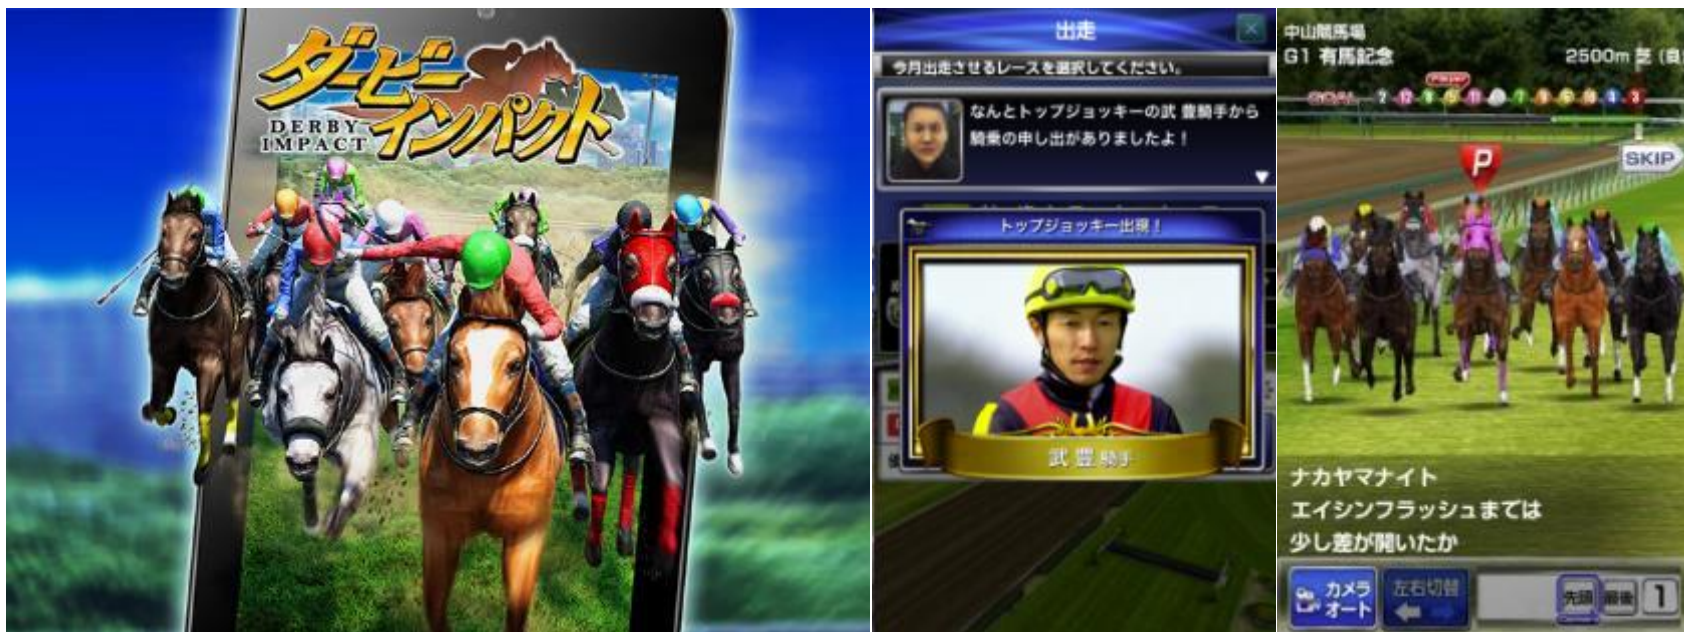 ダービー
インパクト
DERBY
IMPACT
出走
今月出走させるレースを選択してください。
なんとトップジョッキーの武 豊騎手から
騎乗の申し出がありましたよ！
トップジョッキー出現！
武 豊 騎手
中山競馬場
G1 有馬記念
2500m 芝 (良
Player
GOAL
P
SKIP
ナカヤマナイト
エイシンフラッシュまでは
少し差が開いたか
カメラ
オート
左右切替
先頭
最後
1